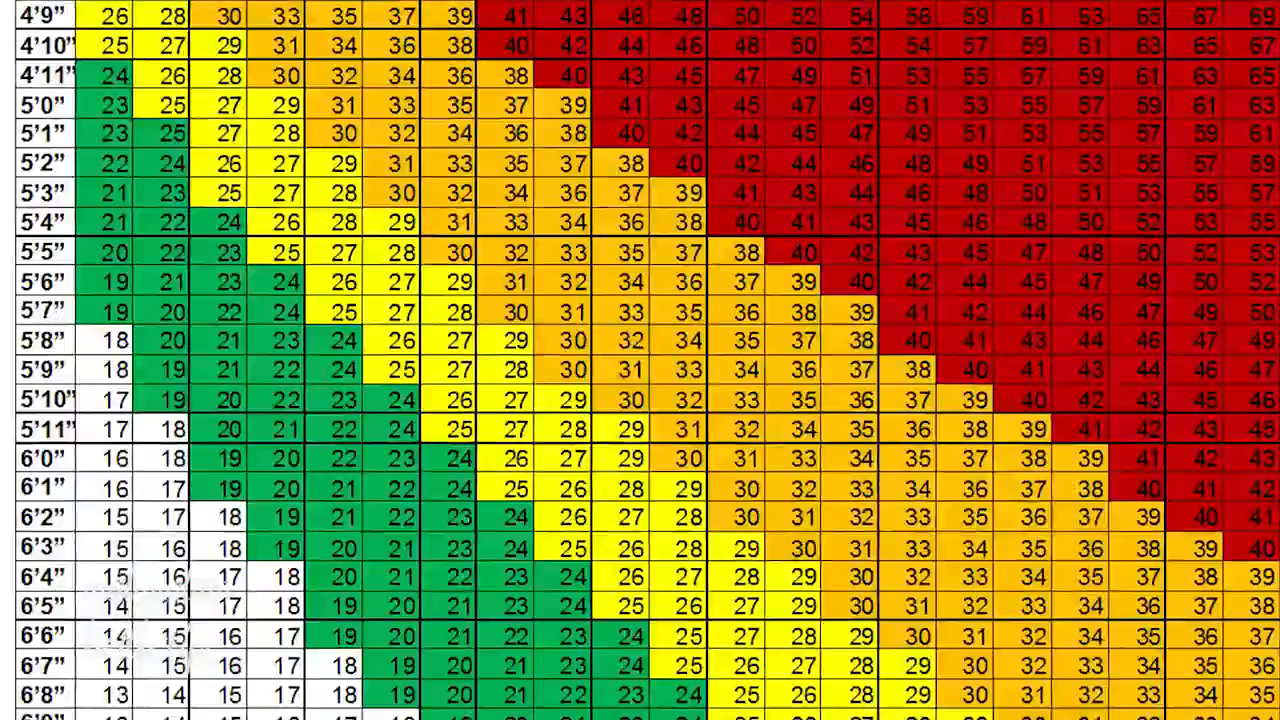 4'9” 26 28 30 33 35 37 39 41 43 46 48 50 52 54 56 59 61 63 65 67 69
4'10” 25 27 29 31 34 36 38 40 42 44 46 48 50 52 54 57 59 61 63 65 67
4'11” 24 26 28 30 32 34 36 38 40 43 45 47 49 51 53 55 57 59 61 63 65
5'0” 23 25 27 29 31 33 35 37 39 41 43 45 47 49 51 53 55 57 59 61 63
5'1” 23 25 27 28 30 32 34 36 38 40 42 44 45 47 49 51 53 55 57 59 61
5'2” 22 24 26 27 29 31 33 35 37 38 40 42 44 46 48 49 51 53 55 57 59
5'3” 21 23 25 27 28 30 32 34 36 37 39 41 43 44 46 48 50 51 53 55 57
5'4” 21 22 24 26 28 29 31 33 34 36 38 40 41 43 45 46 48 50 52 53 55
5'5” 20 22 23 25 27 28 30 32 33 35 37 38 40 42 43 45 47 48 50 52 53
5'6” 19 21 23 24 26 27 29 31 32 34 36 37 39 40 42 44 45 47 49 50 52
5'7” 19 20 22 24 25 27 28 30 31 33 35 36 38 39 41 42 44 46 47 49 50
5'8” 18 20 21 23 24 26 27 29 30 32 34 35 37 38 40 41 43 44 46 47 49
5'9” 18 19 21 22 24 25 27 28 30 31 33 34 36 37 38 40 41 43 44 46 47
5'10” 17 19 20 22 23 24 26 27 29 30 32 33 35 36 37 39 40 42 43 45 46
5'11” 17 18 20 21 22 24 25 27 28 29 31 32 34 35 36 38 39 41 42 43 45
6'0” 16 18 19 20 22 23 24 26 27 29 30 31 33 34 35 37 38 39 41 42 43
6'1” 16 17 19 20 21 22 24 25 26 28 29 30 32 33 34 36 37 38 40 41 42
6'2” 15 17 18 19 21 22 23 24 26 27 28 30 31 32 33 35 36 37 39 40 41
6'3” 15 16 18 19 20 21 23 24 25 26 28 29 30 31 33 34 35 36 38 39 40
6'4” 15 16 17 18 20 21 22 23 24 26 27 28 29 30 32 33 34 35 37 38 39
6'5” 14 15 17 18 19 20 21 23 24 25 26 27 29 30 31 32 33 34 36 37 38
6'6” 14 15 16 17 19 20 21 22 23 24 25 27 28 29 30 31 32 34 35 36 37
6'7” 14 15 16 17 18 19 20 21 23 24 25 26 27 28 29 30 32 33 34 35 36
6'8” 13 14 15 17 18 19 20 21 22 23 24 25 26 28 29 30 31 32 33 34 35